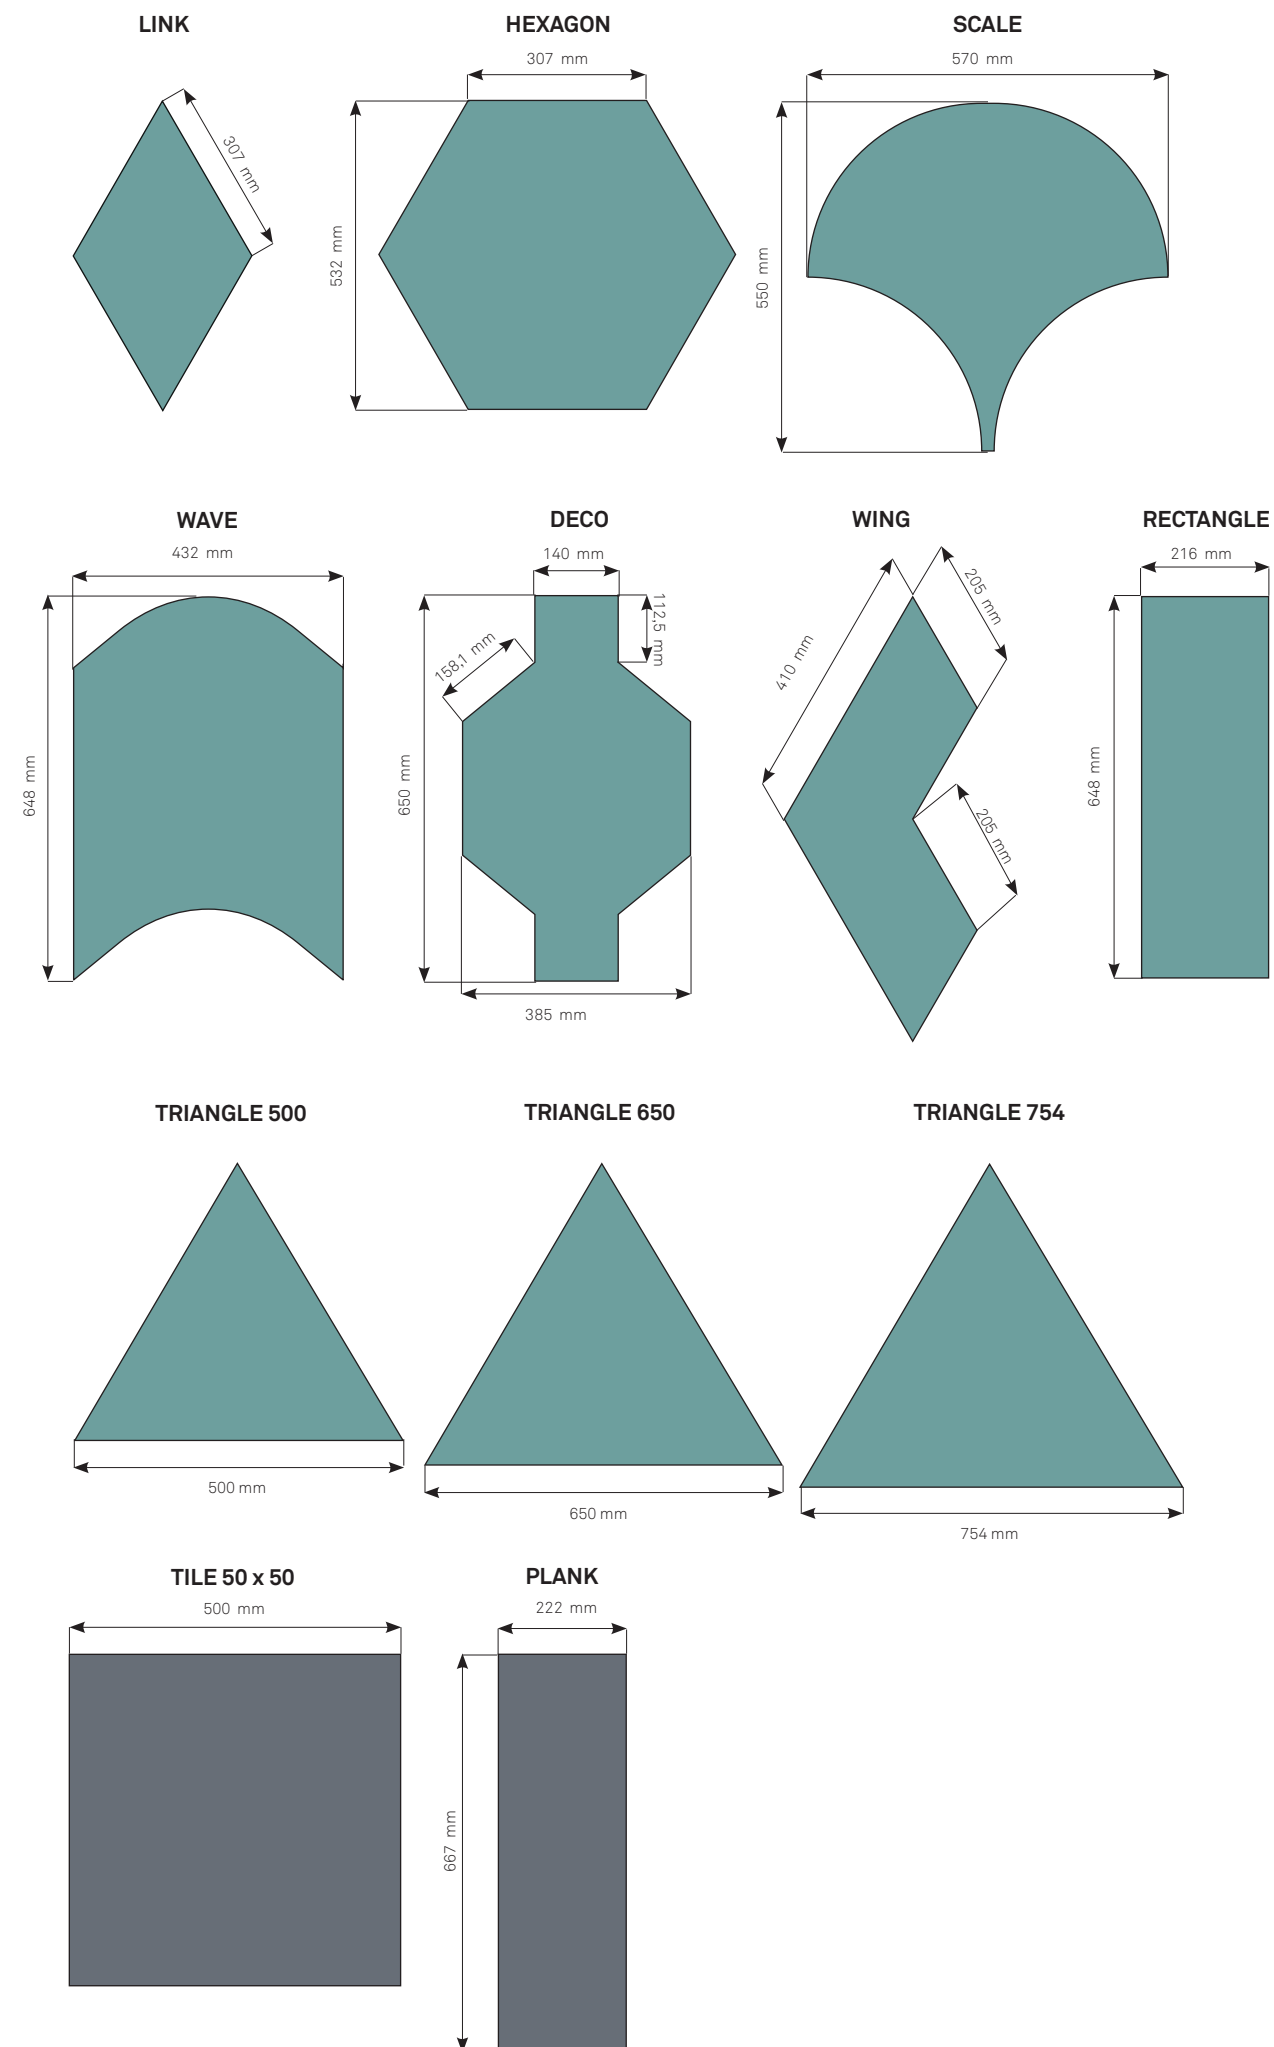 LINK
HEXAGON
SCALE
307 mm
570 mm
307 mm
532 mm
550 mm
WAVE
DECO
WING
RECTANGLE
432 mm
140 mm
216 mm
112,5 mm
158,1 mm
205 mm
410 mm
648 mm
650 mm
205 mm
648 mm
385 mm
TRIANGLE 500
TRIANGLE 650
TRIANGLE 754
500 mm
650 mm
754 mm
TILE 50 x 50
PLANK
500 mm
222 mm
667 mm